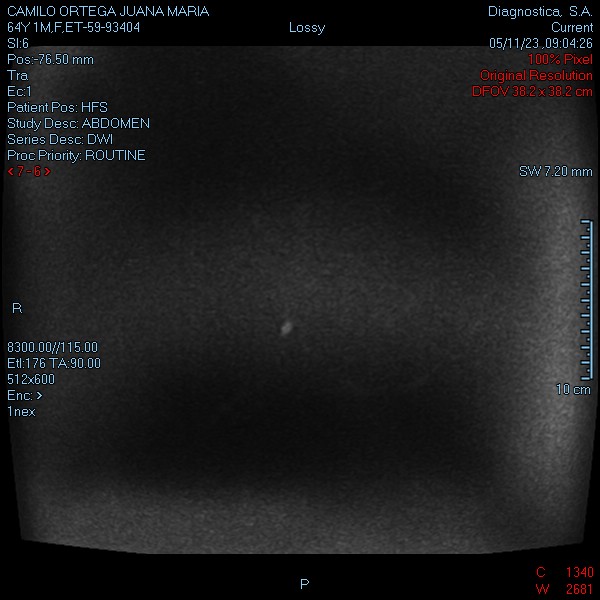 CAMILO ORTEGA JUANA MARIA
64Y 1M,F,ET-59-93404
Sl:6
Pos:-76.50 mm
Tra
Ec:1
Patient Pos: HFS
Study Desc: ABDOMEN
Series Desc: DWI
Proc Priority: ROUTINE
< 7 - 6 >
Lossy
Diagnostica, S.A.
Current
05/11/23 ,09:04:26
100% Pixel
Original Resolution
DFOV 38.2 x 38.2 cm
SW 7.20 mm
R
8300.00//115.00
Etl:176 TA:90.00
512x600
Enc: >
1nex
10 cm
P
C 1340
W 2681